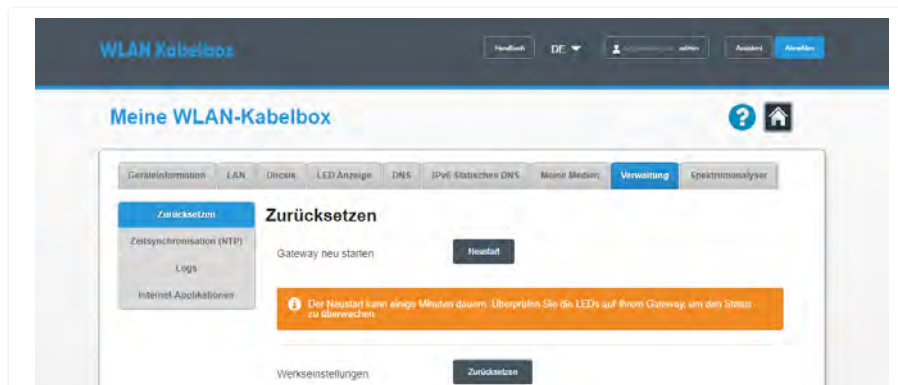 WLAN Kabelbox
Handbuch
DE
admin
Assistent
Abmelden
Meine WLAN-Kabelbox
?
Geräteinformation
LAN
Docsis
LED Anzeige
DNS
IPv6 Statisches DNS
Meine Medien
Verwaltung
Spektrumanalyser
Zurücksetzen
Zeitsynchronisation (NTP)
Logs
Internet-Applikationen
Zurücksetzen
Gateway neu starten
Neustart
Der Neustart kann einige Minuten dauern. Überprüfen Sie die LEDs auf Ihrem Gateway, um den Status
zu überwachen
Werkseinstellungen
Zurücksetzen